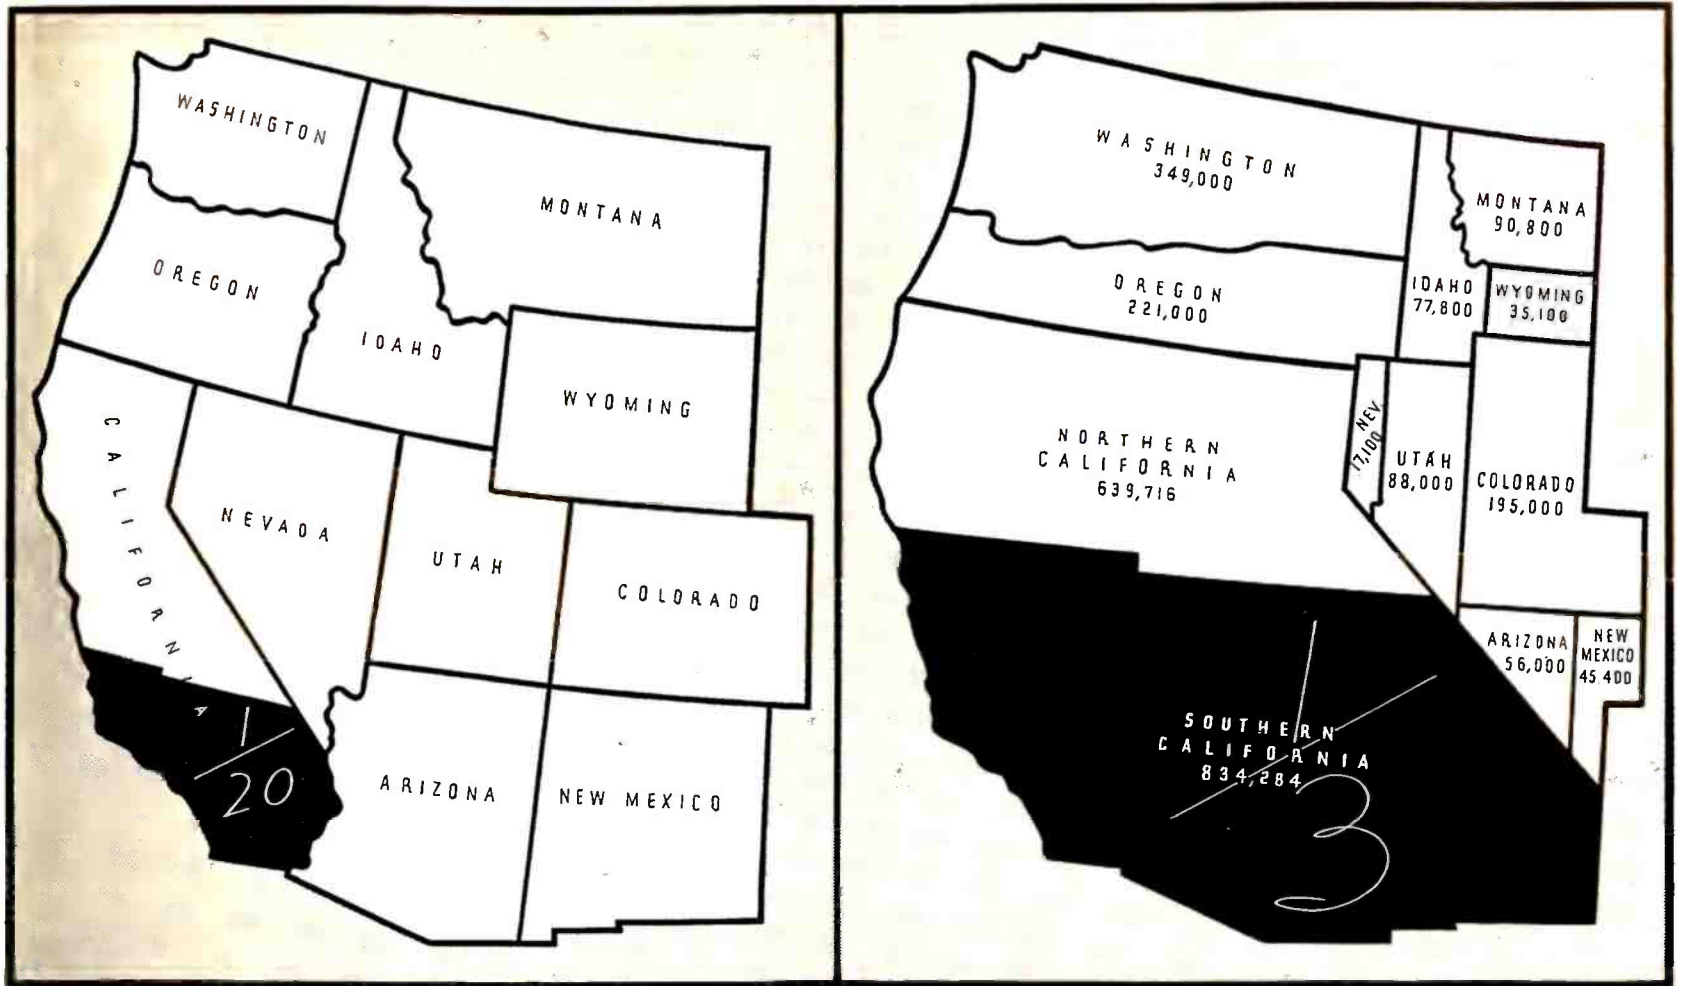 WASHINGTON
OREGON
MONTANA
IDAHO
WYOMING
CALIFORNIA
NEVADA
UTAH
COLORADO
ARIZONA
NEW MEXICO
1
20
WASHINGTON
349,000
MONTANA
90,800
OREGON
221,000
IDAHO
77,800
WYOMING
35,100
NORTHERN
CALIFORNIA
639,716
NEV.
17,100
UTAH
88,000
COLORADO
195,000
ARIZONA
56,000
NEW
MEXICO
45.400
SOUTHERN
CALIFORNIA
834,284
1
3